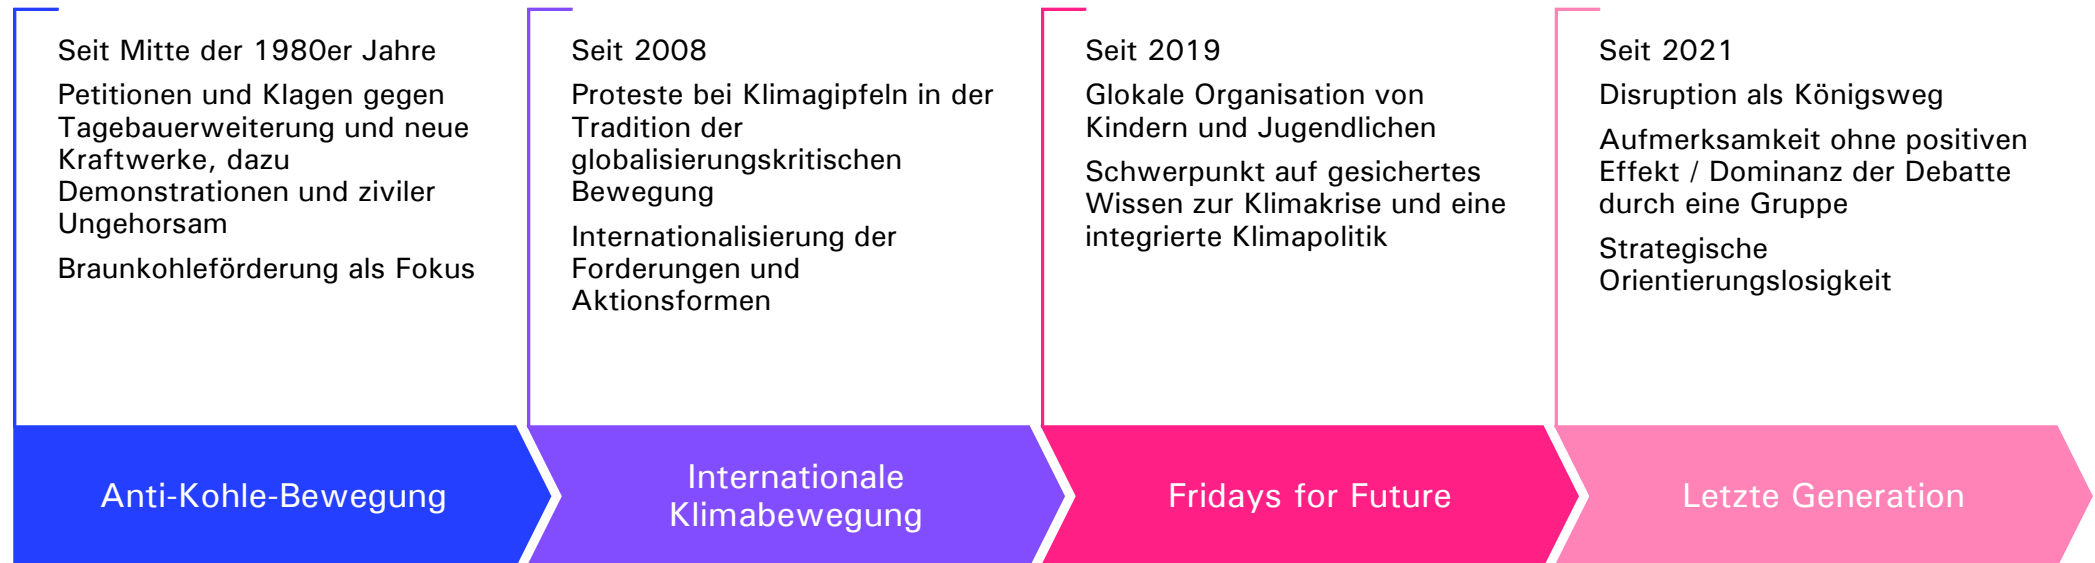 Seit Mitte der 1980er Jahre
Petitionen und Klagen gegen
Tagebauerweiterung und neue
Kraftwerke, dazu
Demonstrationen und ziviler
Ungehorsam
Braunkohleförderung als Fokus
Anti-Kohle-Bewegung
Seit 2008
Proteste bei Klimagipfeln in der
Tradition der
globalisierungskritischen
Bewegung
Internationalisierung der
Forderungen und
Aktionsformen
Internationale
Klimabewegung
Seit 2019
Glokale Organisation von
Kindern und Jugendlichen
Schwerpunkt auf gesichertes
Wissen zur Klimakrise und eine
integrierte Klimapolitik
Fridays for Future
Seit 2021
Disruption als Königsweg
Aufmerksamkeit ohne positiven
Effekt / Dominanz der Debatte
durch eine Gruppe
Strategische
Orientierungslosigkeit
Letzte Generation